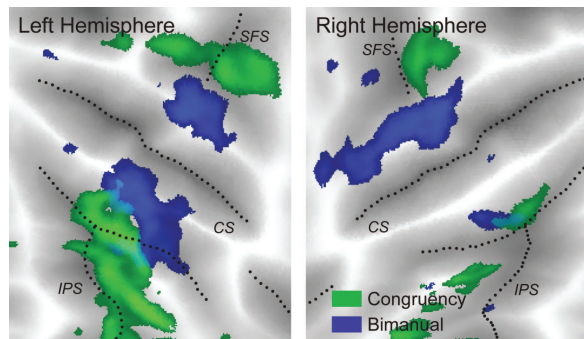 Left Hemisphere
SFS
CS
IPS
Right Hemisphere
SFS
CS
IPS
Congruency
Bimanual